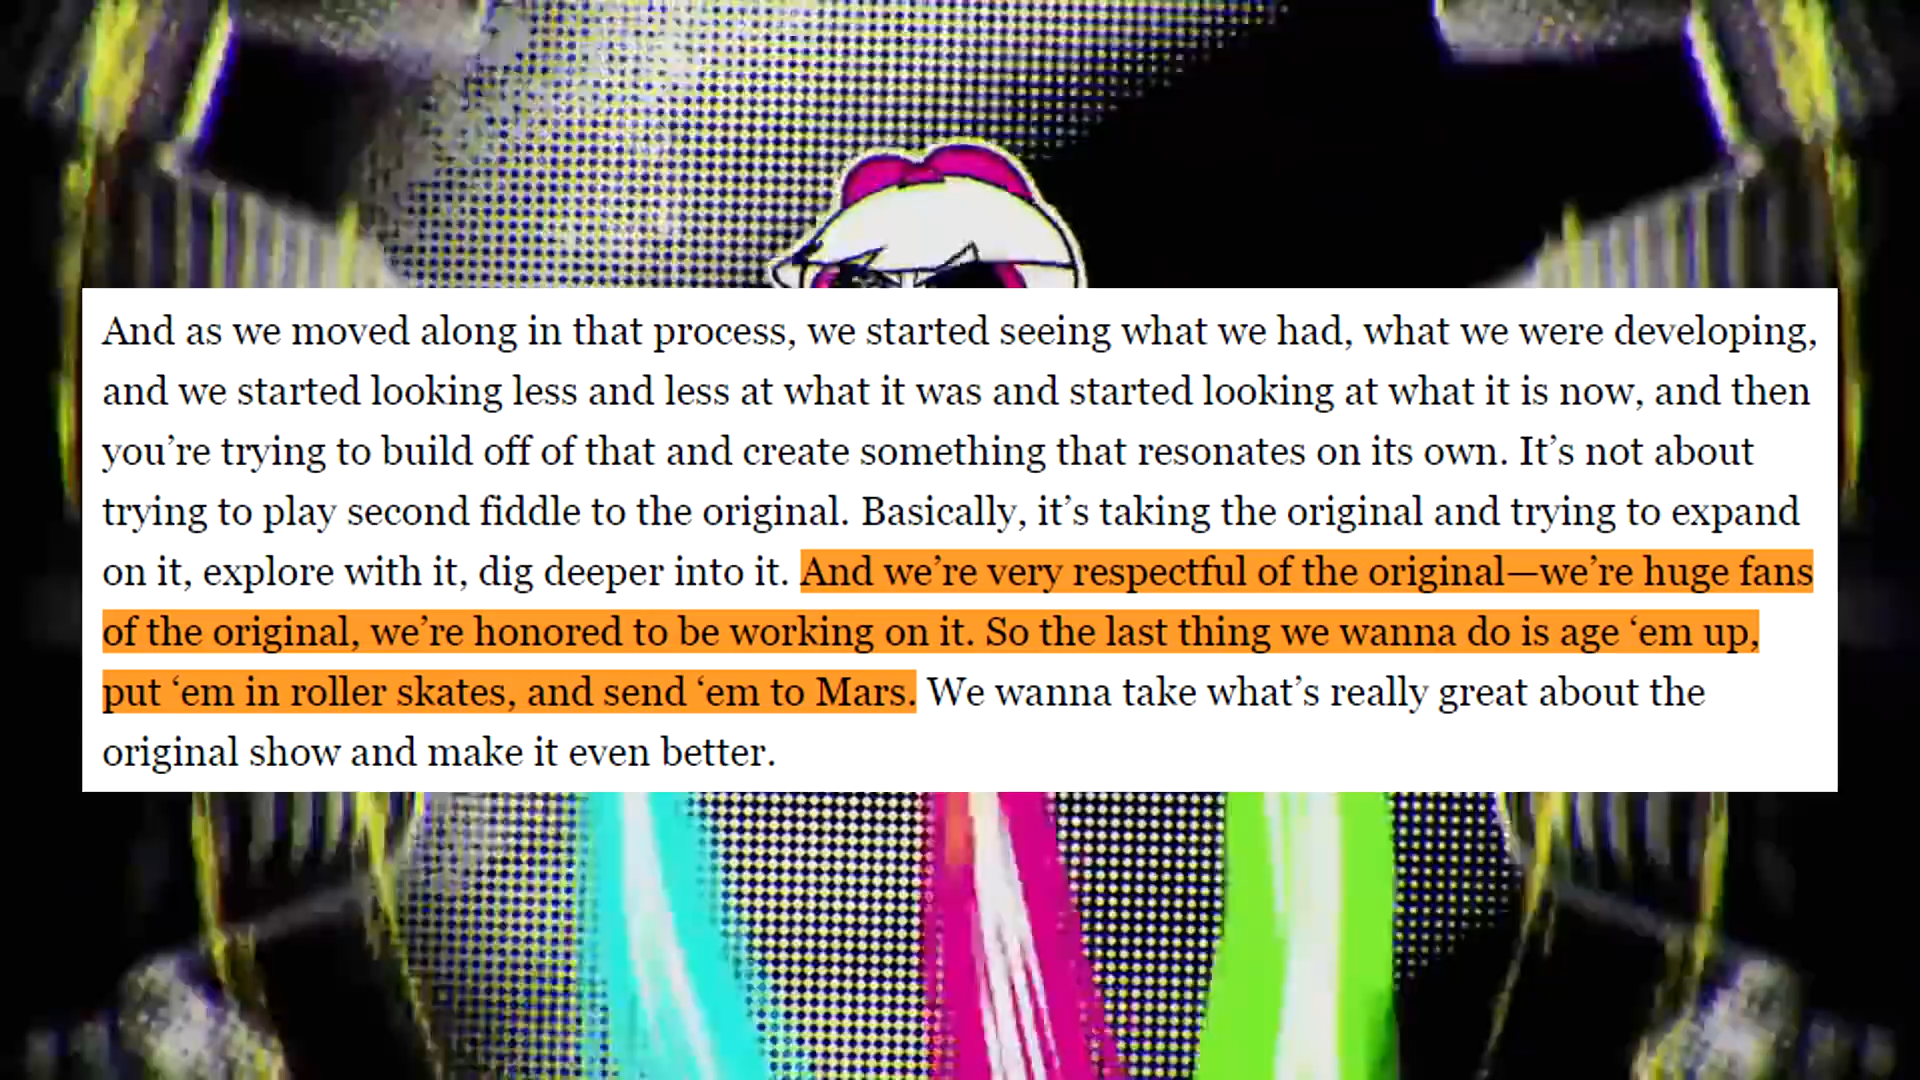 And as we moved along in that process, we started seeing what we had, what we were developing,
and we started looking less and less at what it was and started looking at what it is now, and then
you’re trying to build off of that and create something that resonates on its own. It’s not about
trying to play second fiddle to the original. Basically, it’s taking the original and trying to expand
on it, explore with it, dig deeper into it. And we’re very respectful of the original—we’re huge fans
of the original, we’re honored to be working on it. So the last thing we wanna do is age ‘em up,
put ‘em in roller skates, and send ‘em to Mars. We wanna take what’s really great about the
original show and make it even better.